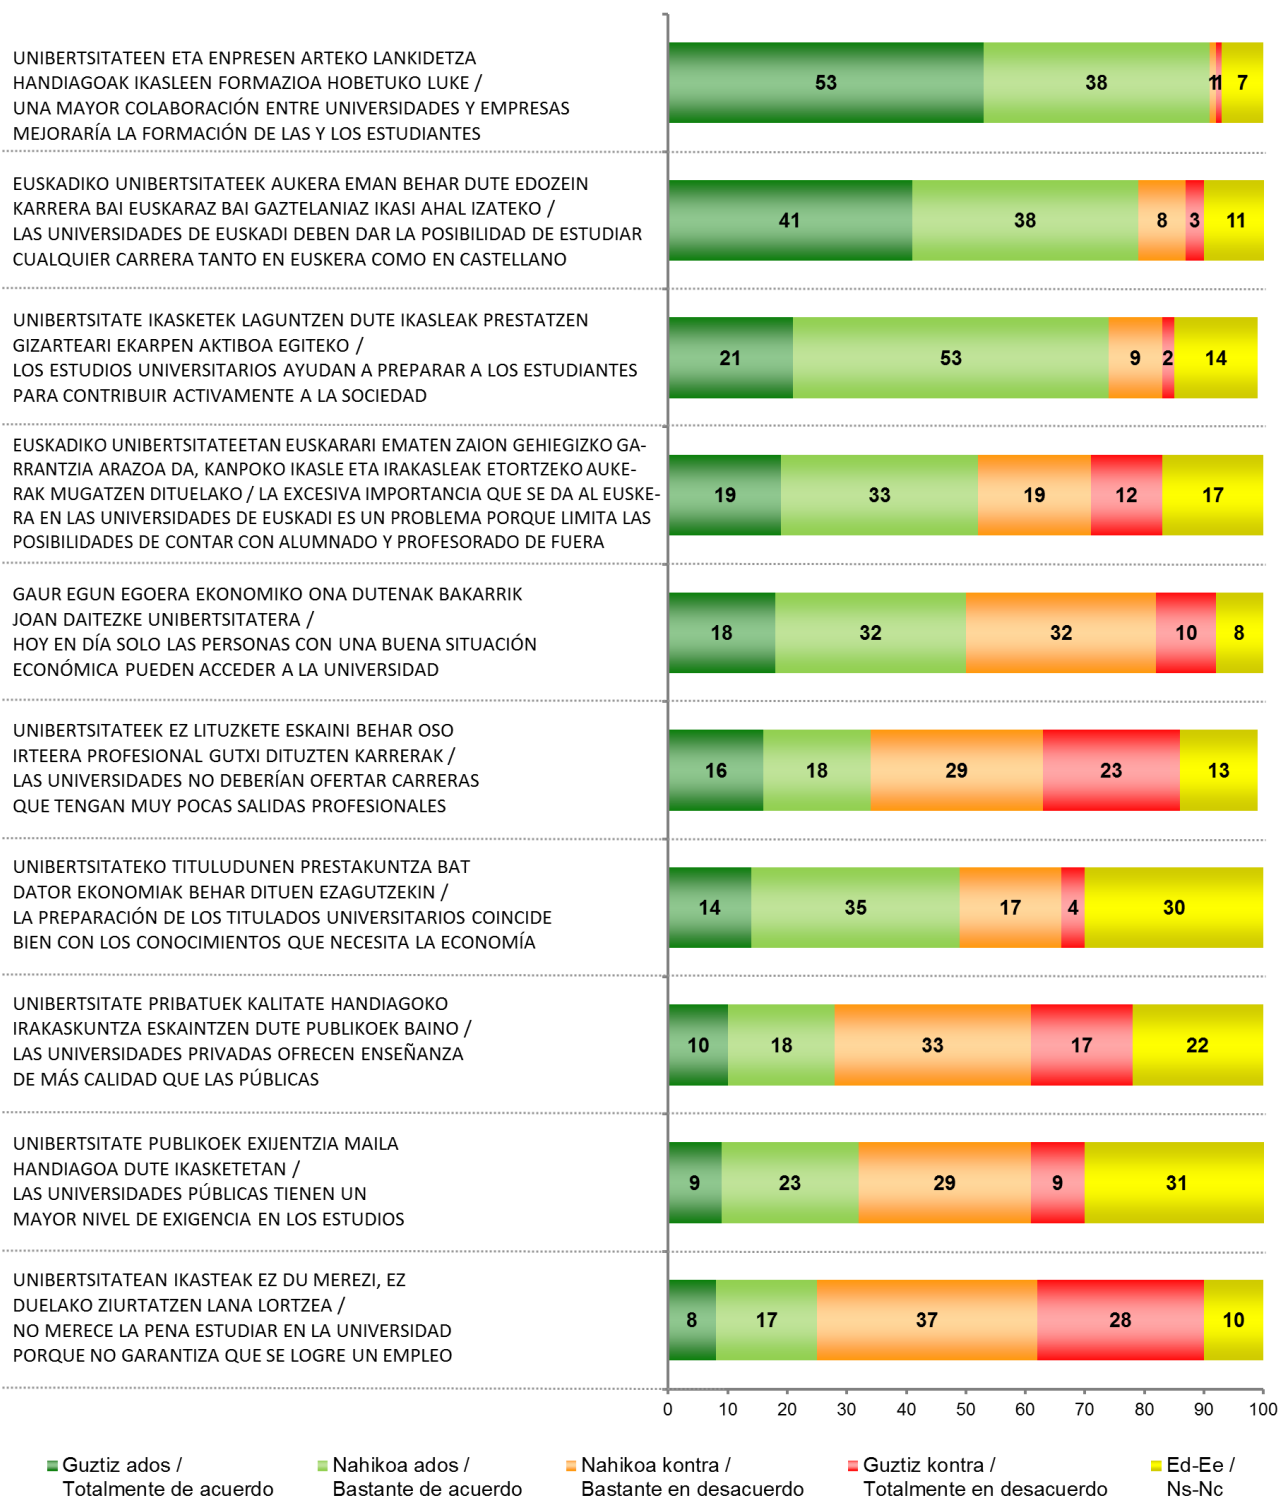 UNIBERTSITATEEN ETA ENPRESEN ARTEKO LANKIDETZA
HANDIAGOAK IKASLEEN FORMAZIOA HOBETUKO LUKE /
UNA MAYOR COLABORACIÓN ENTRE UNIVERSIDADES Y EMPRESAS
MEJORARÍA LA FORMACIÓN DE LAS Y LOS ESTUDIANTES
53 38 1 1 7
EUSKADIKO UNIBERTSITATEEK AUKERA EMAN BEHAR DUTE EDOZEIN
KARRERA BAI EUSKARAZ BAI GAZTELANIAZ IKASI AHAL IZATEKO /
LAS UNIVERSIDADES DE EUSKADI DEBEN DAR LA POSIBILIDAD DE ESTUDIAR
CUALQUIER CARRERA TANTO EN EUSKERA COMO EN CASTELLANO
41 38 8 3 11
UNIBERTSITATE IKASKETEK LAGUNTZEN DUTE IKASLEAK PRESTATZEN
GIZARTEARI EKARPEN AKTIBOA EGITEKO /
LOS ESTUDIOS UNIVERSITARIOS AYUDAN A PREPARAR A LOS ESTUDIANTES
PARA CONTRIBUIR ACTIVAMENTE A LA SOCIEDAD
21 53 9 2 14
EUSKADIKO UNIBERTSITATEETAN EUSKARARI EMATEN ZAION GEHIEGIZKO GA-
RRANTZIA ARAZOA DA, KANPOKO IKASLE ETA IRAKASLEAK ETORTZEKO AUKE-
RAK MUGATZEN DITUELAKO / LA EXCESIVA IMPORTANCIA QUE SE DA AL EUSKE-
RA EN LAS UNIVERSIDADES DE EUSKADI ES UN PROBLEMA PORQUE LIMITA LAS
POSIBILIDADES DE CONTAR CON ALUMNADO Y PROFESORADO DE FUERA
19 33 19 12 17
GAUR EGUN EGOERA EKONOMIKO ONA DUTENAK BAKARRIK
JOAN DAITEZKE UNIBERTSITATERA /
HOY EN DÍA SOLO LAS PERSONAS CON UNA BUENA SITUACIÓN
ECONÓMICA PUEDEN ACCEDER A LA UNIVERSIDAD
18 32 32 10 8
UNIBERTSITATEEK EZ LITUZKETE ESKAINI BEHAR OSO
IRTEERA PROFESIONAL GUTXI DITUZTEN KARRERAK /
LAS UNIVERSIDADES NO DEBERÍAN OFERTAR CARRERAS
QUE TENGAN MUY POCAS SALIDAS PROFESIONALES
16 18 29 23 13
UNIBERTSITATEKO TITULUDUNEN PRESTAKUNTZA BAT
DATOR EKONOMIAK BEHAR DITUEN EZAGUTZEKIN /
LA PREPARACIÓN DE LOS TITULADOS UNIVERSITARIOS COINCIDE
BIEN CON LOS CONOCIMIENTOS QUE NECESITA LA ECONOMÍA
14 35 17 4 30
UNIBERTSITATE PRIBATUEK KALITATE HANDIAGOKO
IRAKASKUNTZA ESKAINTZEN DUTE PUBLIKOEK BAINO /
LAS UNIVERSIDADES PRIVADAS OFRECEN ENSEÑANZA
DE MÁS CALIDAD QUE LAS PÚBLICAS
10 18 33 17 22
UNIBERTSITATE PUBLIKOEK EXIJENTZIA MAILA
HANDIAGOA DUTE IKASKETETAN /
LAS UNIVERSIDADES PÚBLICAS TIENEN UN
MAYOR NIVEL DE EXIGENCIA EN LOS ESTUDIOS
9 23 29 9 31
UNIBERTSITATEAN IKASTEAK EZ DU MEREZI, EZ
DUELAKO ZIURTATZEN LANA LORTZEA /
NO MERECE LA PENA ESTUDIAR EN LA UNIVERSIDAD
PORQUE NO GARANTIZA QUE SE LOGRE UN EMPLEO
8 17 37 28 10
0 10 20 30 40 50 60 70 80 90 100
Guztiz ados /
Totalmente de acuerdo
Nahikoa ados /
Bastante de acuerdo
Nahikoa kontra /
Bastante en desacuerdo
Guztiz kontra /
Totalmente en desacuerdo
Ed-Ee /
Ns-Nc